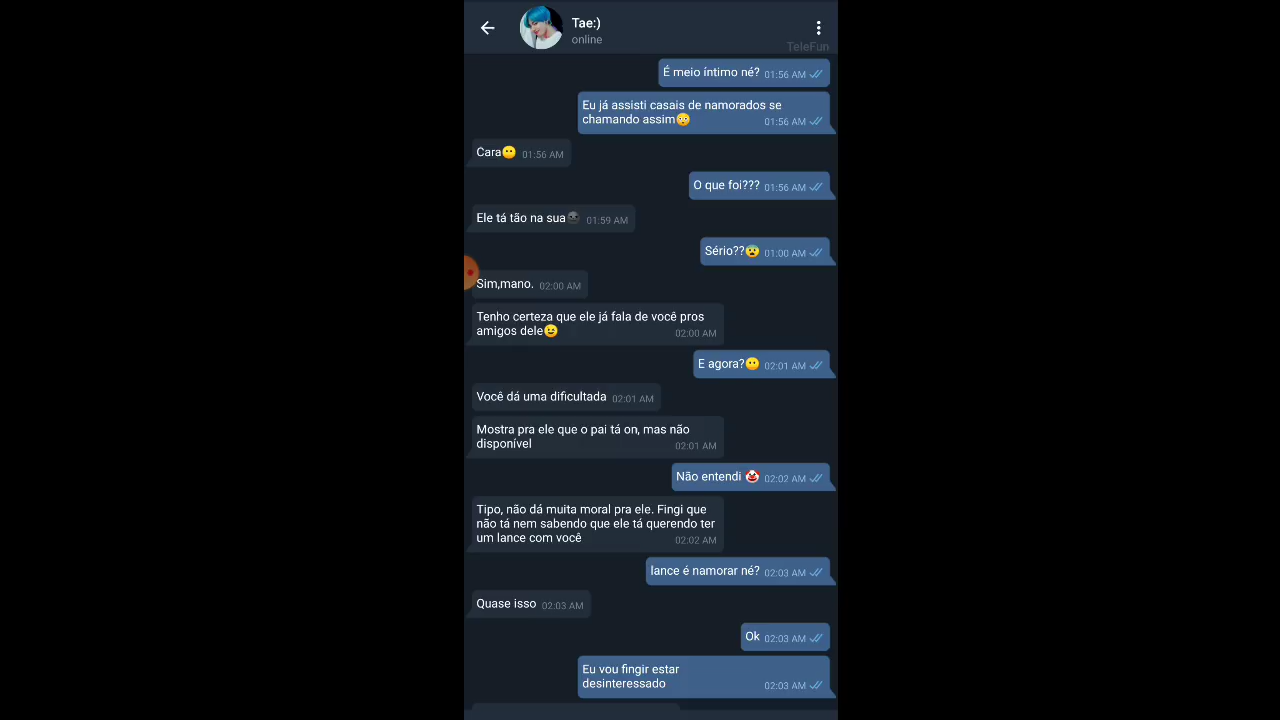 Tae:)
online
TeleFun
É meio íntimo né? 01:56 AM
Eu já assisti casais de namorados se
chamando assim😳 01:56 AM
Cara😶 01:56 AM
O que foi??? 01:56 AM
Ele tá tão na sua🌚 01:59 AM
Sério??😨 01:00 AM
Sim,mano. 02:00 AM
Tenho certeza que ele já fala de você pros
amigos dele😉 02:00 AM
E agora?😶 02:01 AM
Você dá uma dificultada 02:01 AM
Mostra pra ele que o pai tá on, mas não
disponível 02:01 AM
Não entendi 🤡 02:02 AM
Tipo, não dá muita moral pra ele. Fingi que
não tá nem sabendo que ele tá querendo ter
um lance com você 02:02 AM
lance é namorar né? 02:03 AM
Quase isso 02:03 AM
Ok 02:03 AM
Eu vou fingir estar
desinteressado 02:03 AM